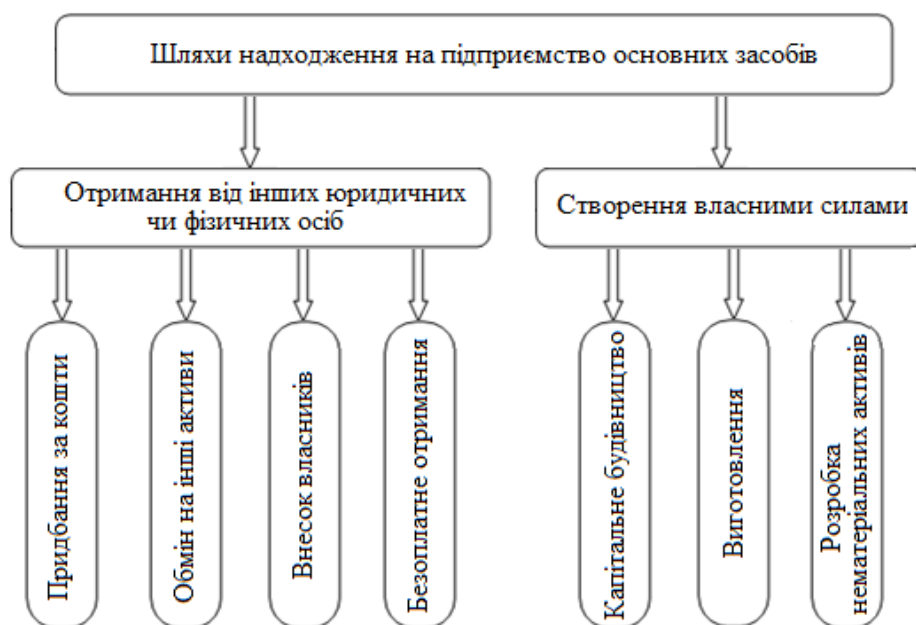 Шляхи надходження на підприємство основних засобів
Отримання від інших юридичних
чи фізичних осіб
Створення власними силами
Придбання за кошти
Обмін на інші активи
Внесок власників
Безоплатне отримання
Капітальне будівництво
Виготовлення
Розробка
нематеріальних активів